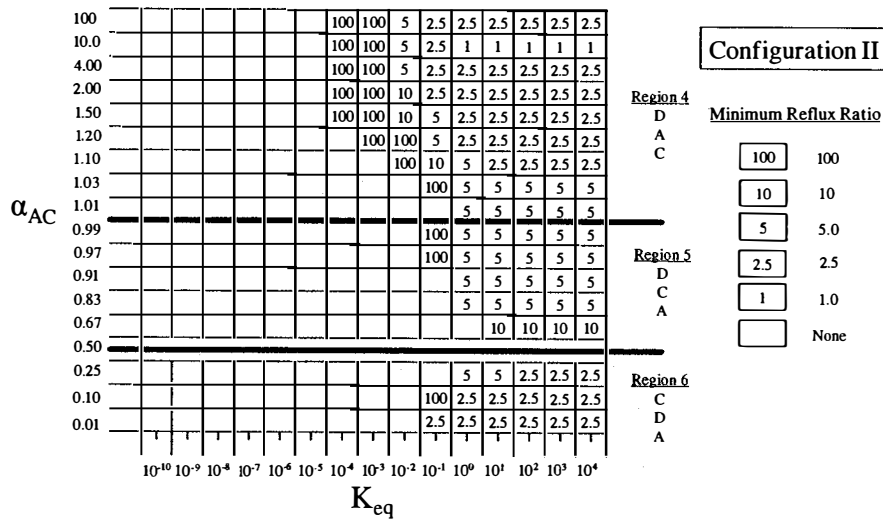 100 100 100 5 2.5 2.5 2.5 2.5 2.5 2.5
10.0 100 100 5 2.5 1 1 1 1 1
4.00 100 100 5 2.5 2.5 2.5 2.5 2.5 2.5
2.00 100 100 10 2.5 2.5 2.5 2.5 2.5 2.5
1.50 100 100 10 5 2.5 2.5 2.5 2.5 2.5
1.20 100 100 5 2.5 2.5 2.5 2.5 2.5
1.10 100 10 5 2.5 2.5 2.5 2.5
1.03 100 5 5 5 5 5
1.01 5 5 5 5 5
α_AC
0.99 100 5 5 5 5 5
0.97 100 5 5 5 5 5
0.91 5 5 5 5 5
0.83 5 5 5 5 5
0.67 10 10 10 10
0.50
0.25 5 5 2.5 2.5 2.5
0.10 100 2.5 2.5 2.5 2.5 2.5
0.01 2.5 2.5 2.5 2.5 2.5 2.5
10⁻¹⁰ 10⁻⁹ 10⁻⁸ 10⁻⁷ 10⁻⁶ 10⁻⁵ 10⁻⁴ 10⁻³ 10⁻² 10⁻¹ 10⁰ 10¹ 10² 10³ 10⁴
K_eq
Region 4
D
A
C
Region 5
D
C
A
Region 6
C
D
A
Configuration II
Minimum Reflux Ratio
100 100
10 10
5 5.0
2.5 2.5
1 1.0
None